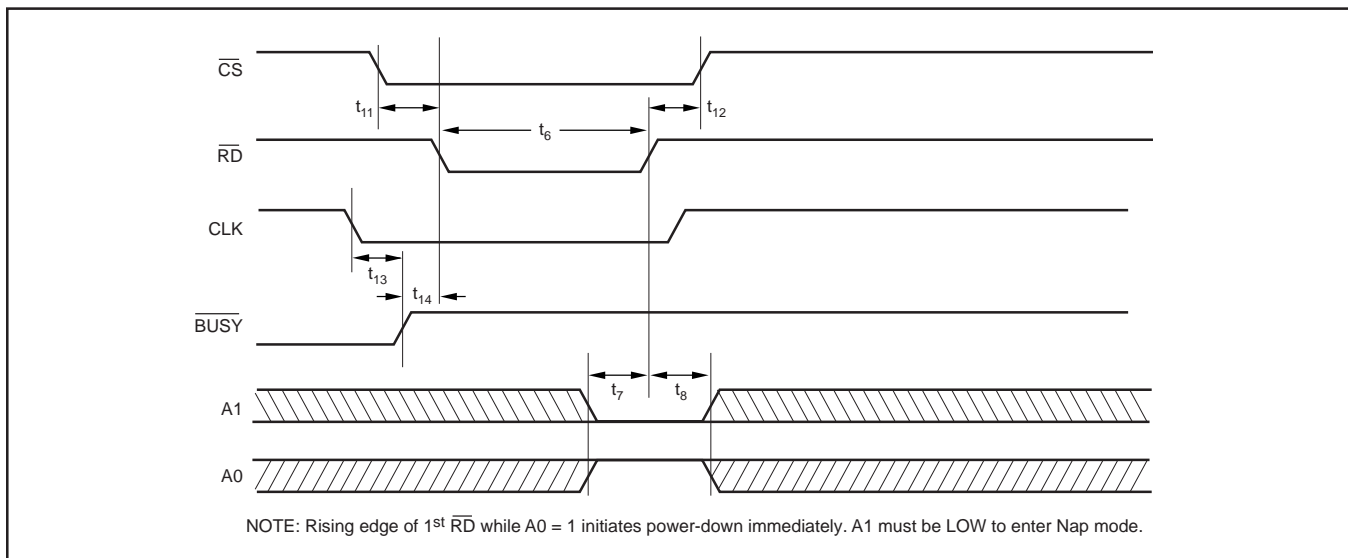 CS
t11
t12
t6
RD
CLK
t13
t14
BUSY
t7
t8
A1
A0
NOTE: Rising edge of 1st RD while A0 = 1 initiates power-down immediately. A1 must be LOW to enter Nap mode.